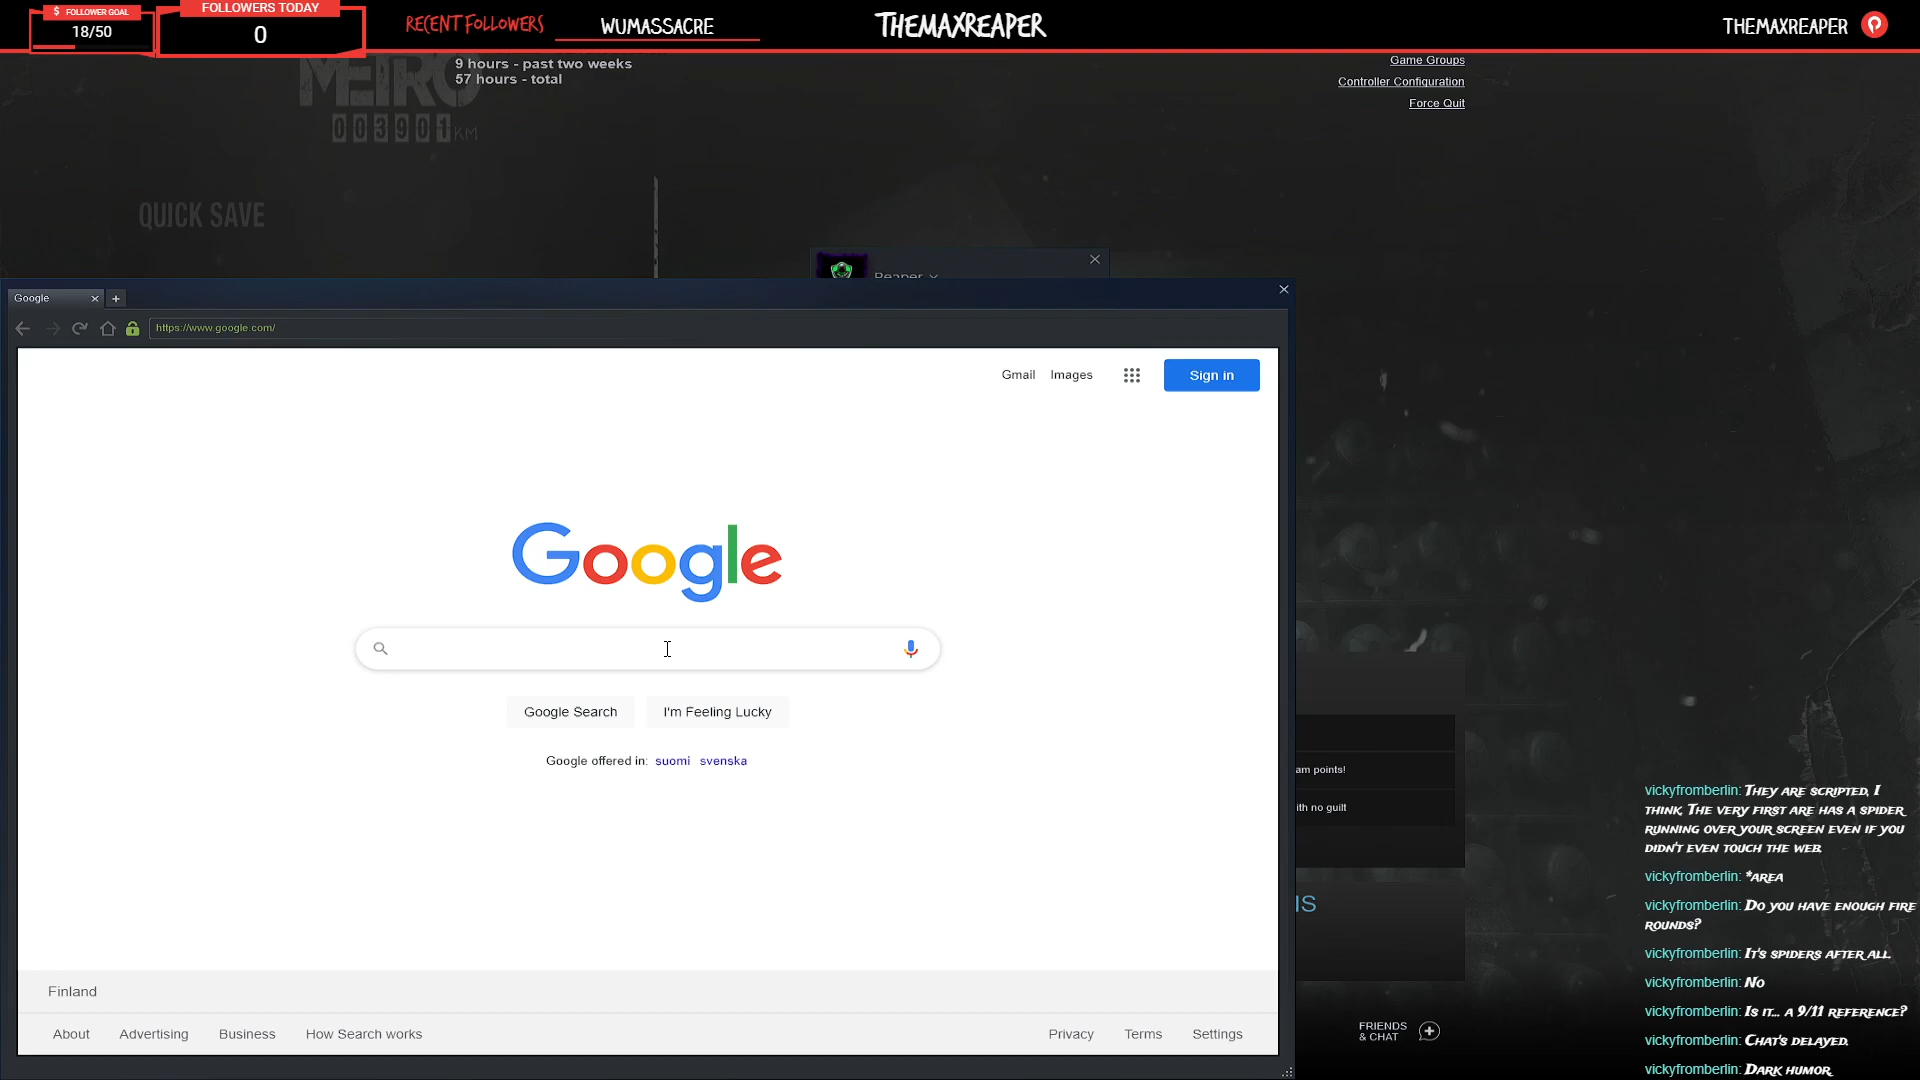 $ FOLLOWER GOAL
18/50
FOLLOWERS TODAY
0
RECENT FOLLOWERS
WUMASSACRE
THEMAXREAPER
THEMAXREAPER
METRO
9 hours - past two weeks
57 hours - total
003901 KM
Game Groups
Controller Configuration
Force Quit
QUICK SAVE
Reaper
Google
https://www.google.com/
Gmail Images
Sign in
Google
Google Search
I'm Feeling Lucky
Google offered in: suomi svenska
am points!
ith no guilt
IS
Finland
About Advertising Business How Search works
Privacy Terms Settings
FRIENDS
& CHAT
vickyfromberlin: THEY ARE SCRIPTED, I
THINK. THE VERY FIRST ARE HAS A SPIDER
RUNNING OVER YOUR SCREEN EVEN IF YOU
DIDN'T EVEN TOUCH THE WEB.
vickyfromberlin: *AREA
vickyfromberlin: DO YOU HAVE ENOUGH FIRE
ROUNDS?
vickyfromberlin: IT'S SPIDERS AFTER ALL.
vickyfromberlin: NO
vickyfromberlin: IS IT... A 9/11 REFERENCE?
vickyfromberlin: CHAT'S DELAYED.
vickyfromberlin: DARK HUMOR.